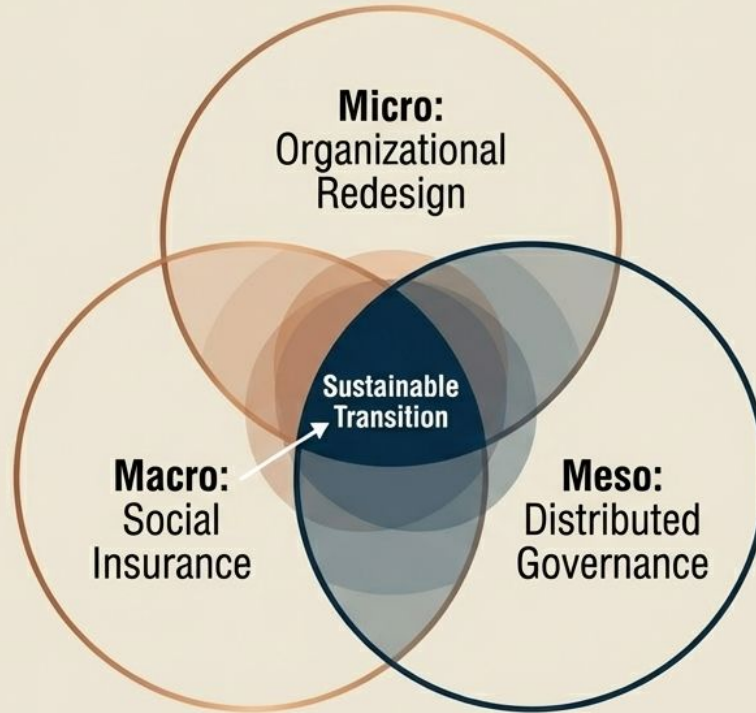 Micro:
Organizational
Redesign
Sustainable
Transition
Macro:
Social
Insurance
Meso:
Distributed
Governance